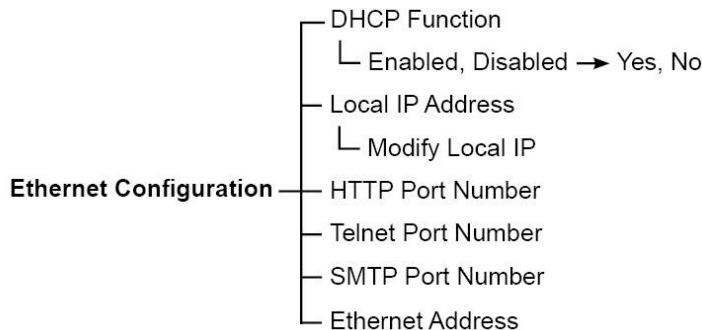 DHCP Function
Enabled, Disabled → Yes, No
Local IP Address
Modify Local IP
Ethernet Configuration
HTTP Port Number
Telnet Port Number
SMTP Port Number
Ethernet Address